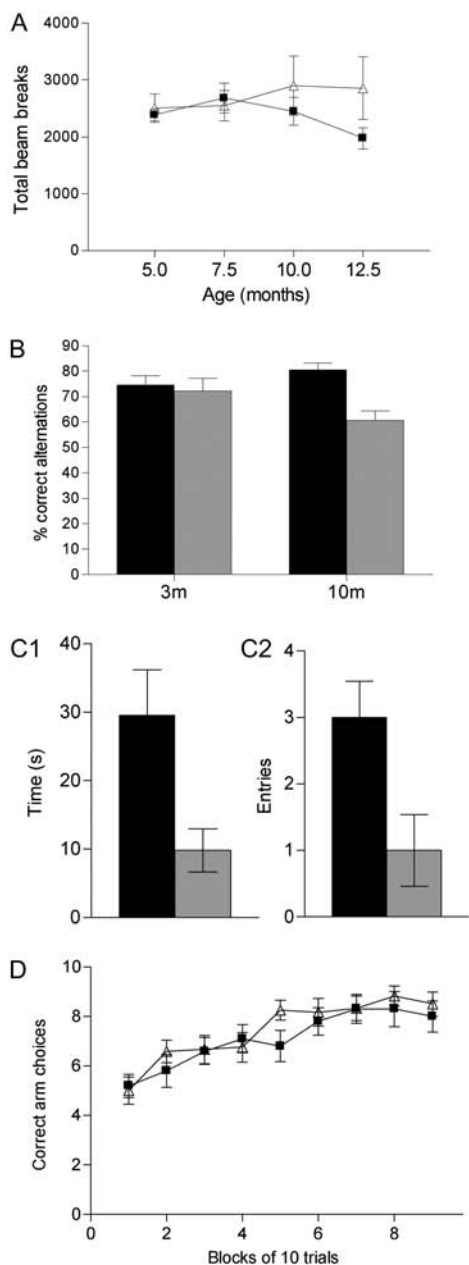 A
Total beam breaks
4000
3000
2000
1000
0
5.0 7.5 10.0 12.5
Age (months)
B
% correct alternations
90
80
70
60
50
40
30
20
10
0
3m 10m
C1
Time (s)
40
30
20
10
0
C2
Entries
4
3
2
1
0
D
Correct arm choices
10
8
6
4
2
0
0 2 4 6 8
Blocks of 10 trials